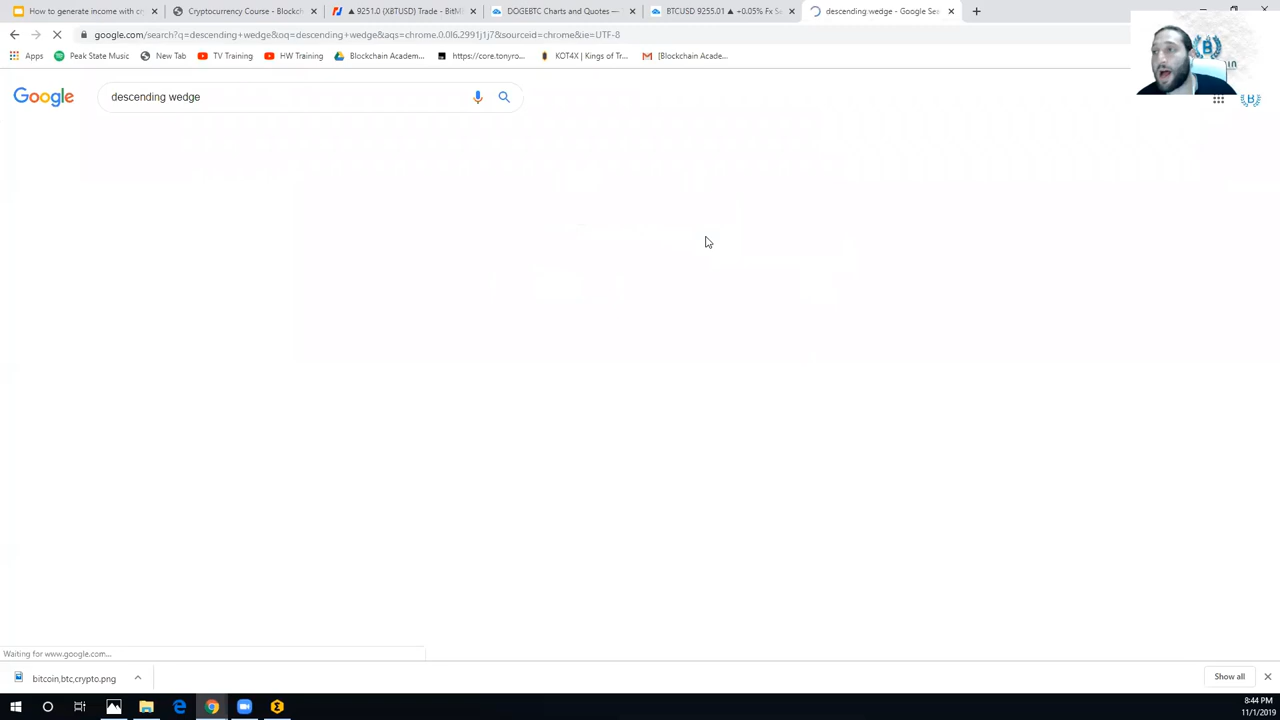 How to generate income with cr
Cryptocurrency Course - Blockch
▲ 9251.0 (XBTUSD) Trade - BitM
DOGEBTC Charts and Quotes —
BTCUSD 9255.01 ▲ +0.05% Fx Se
descending wedge - Google Sea
google.com/search?q=descending+wedge&oq=descending+wedge&aqs=chrome.0.0l6.2991j1j7&sourceid=chrome&ie=UTF-8
Apps
Peak State Music
New Tab
TV Training
HW Training
Blockchain Academ...
https://core.tonyro...
KOT4X | Kings of Tr...
[Blockchain Acade...
Google
descending wedge
B
Waiting for www.google.com...
bitcoin,btc,crypto.png
Show all
8:44 PM
11/1/2019